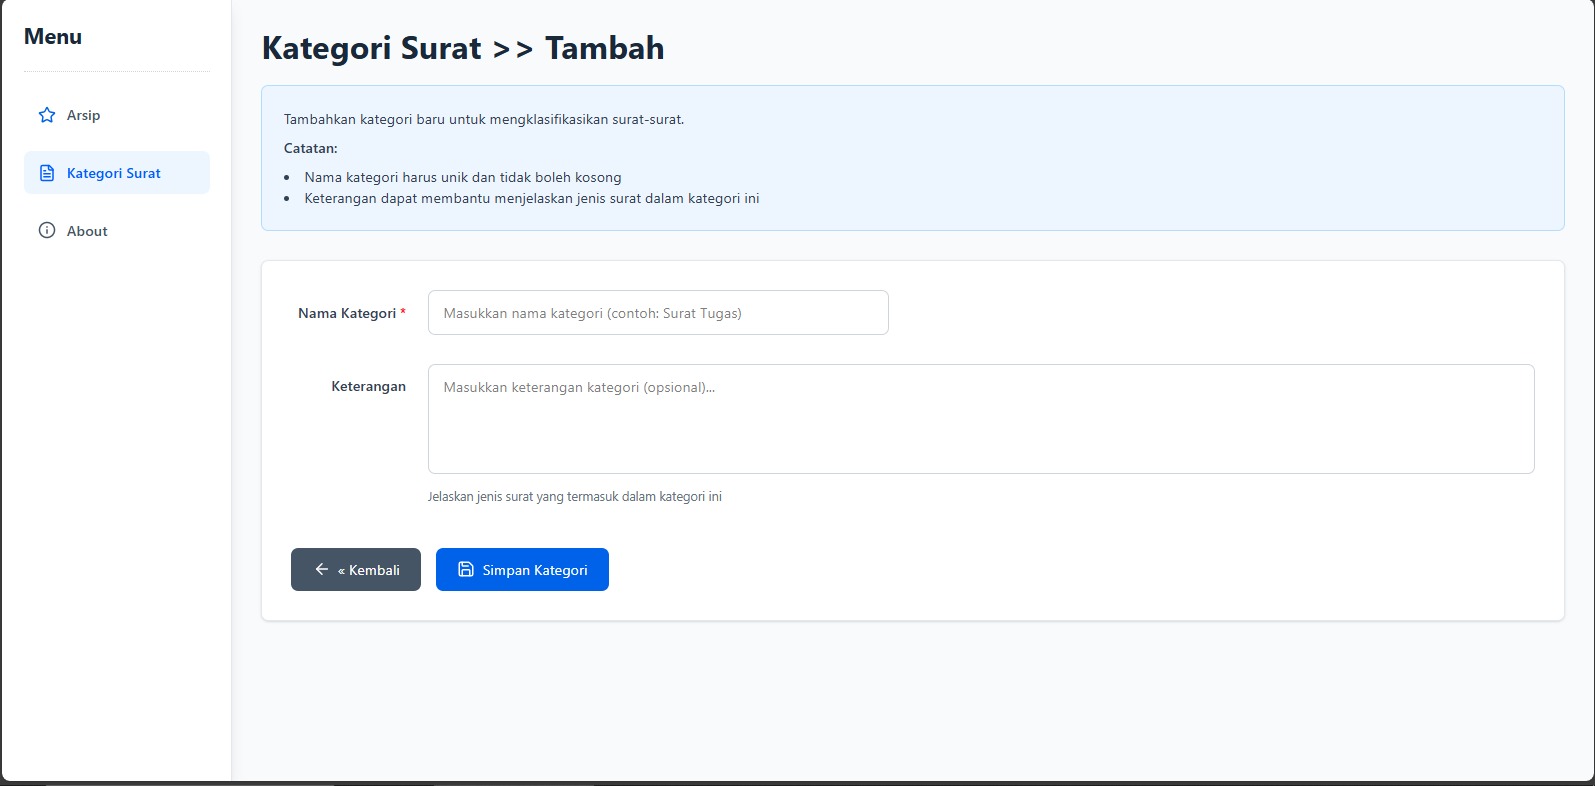 Menu
Arsip
Kategori Surat
About
Kategori Surat >> Tambah
Tambahkan kategori baru untuk mengklasifikasikan surat-surat.
Catatan:
• Nama kategori harus unik dan tidak boleh kosong
• Keterangan dapat membantu menjelaskan jenis surat dalam kategori ini
Nama Kategori *
Masukkan nama kategori (contoh: Surat Tugas)
Keterangan
Masukkan keterangan kategori (opsional)...
Jelaskan jenis surat yang termasuk dalam kategori ini
« Kembali
Simpan Kategori